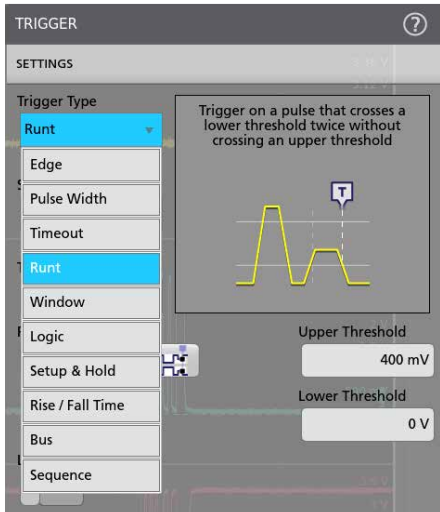 TRIGGER
?
SETTINGS
Trigger Type
Runt
Edge
Pulse Width
Timeout
Runt
Window
Logic
Setup & Hold
Rise / Fall Time
Bus
Sequence
Trigger on a pulse that crosses a
lower threshold twice without
crossing an upper threshold
T
Upper Threshold
400 mV
Lower Threshold
0 V